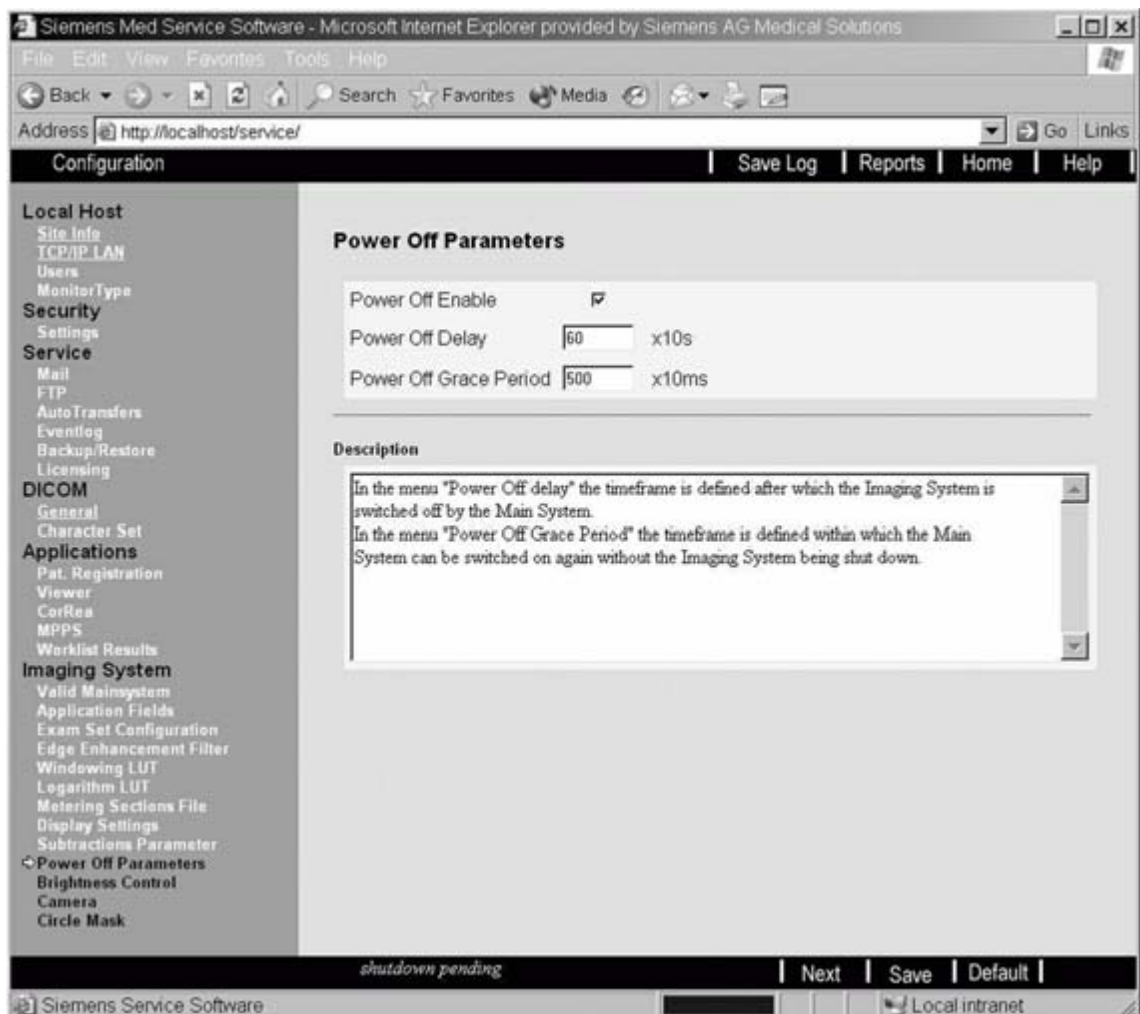 Siemens Med Service Software - Microsoft Internet Explorer provided by Siemens AG Medical Solutions
File Edit View Favorites Tools Help
Back Search Favorites Media
Address http://localhost/service/ Go Links
Configuration Save Log Reports Home Help
Local Host
Site Info
TCP/IP LAN
Users
MonitorType
Security
Settings
Service
Mail
FTP
AutoTransfers
Eventlog
Backup/Restore
Licensing
DICOM
General
Character Set
Applications
Pat. Registration
Viewer
CorRea
MPPS
Worklist Results
Imaging System
Valid Mainsystem
Application Fields
Exam Set Configuration
Edge Enhancement Filter
Windowing LUT
Logarithm LUT
Metering Sections File
Display Settings
Subtractions Parameter
Power Off Parameters
Brightness Control
Camera
Circle Mask
Power Off Parameters
Power Off Enable
Power Off Delay 60 x10s
Power Off Grace Period 500 x10ms
Description
In the menu "Power Off delay" the timeframe is defined after which the Imaging System is
switched off by the Main System.
In the menu "Power Off Grace Period" the timeframe is defined within which the Main
System can be switched on again without the Imaging System being shut down.
shutdown pending Next Save Default
Siemens Service Software Local intranet